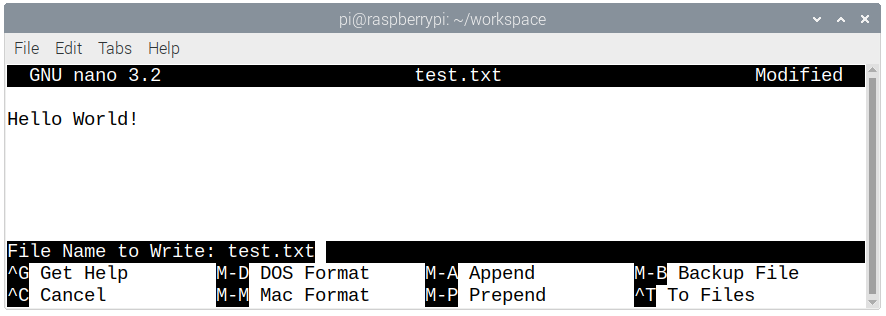 pi@raspberrypi: ~/workspace
File Edit Tabs Help
GNU nano 3.2 test.txt Modified
Hello World!
File Name to Write: test.txt
^G Get Help M-D DOS Format M-A Append M-B Backup File
^C Cancel M-M Mac Format M-P Prepend ^T To Files